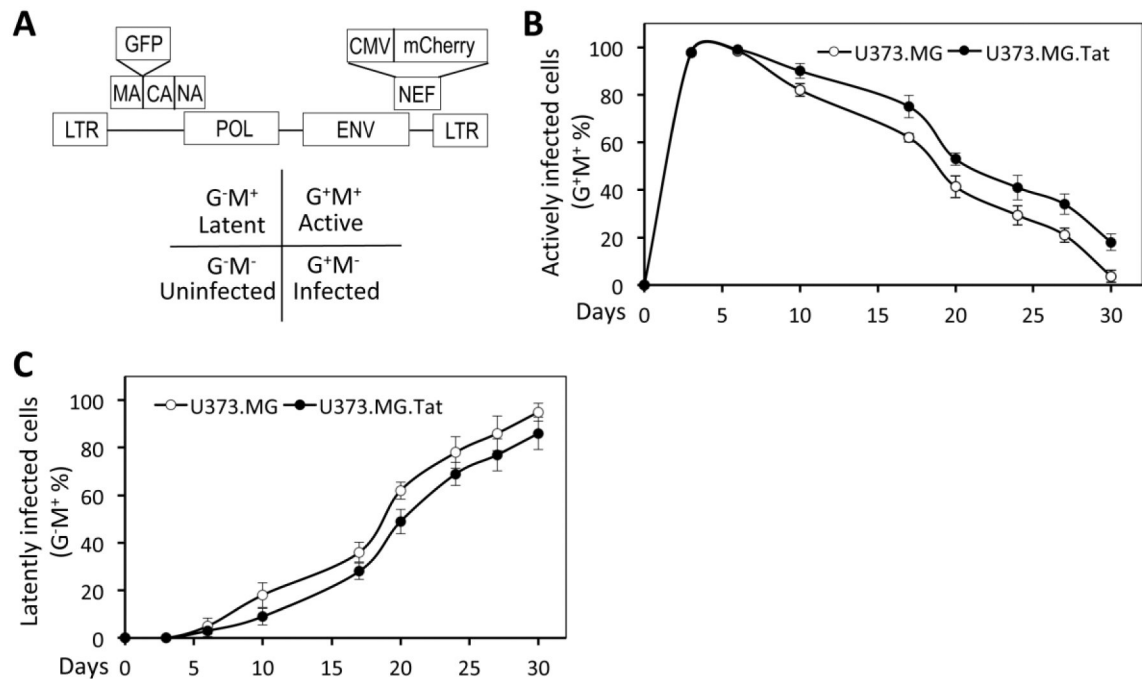 A
GFP
CMV mCherry
MA CA NA
NEF
LTR POL ENV LTR
G-M+ G+M+
Latent Active
G-M- G+M-
Uninfected Infected
B
U373.MG U373.MG.Tat
Actively infected cells
(G+M+ %)
100
80
60
40
20
0
Days 0 5 10 15 20 25 30
C
U373.MG U373.MG.Tat
Latently infected cells
(G-M+ %)
100
80
60
40
20
0
Days 0 5 10 15 20 25 30